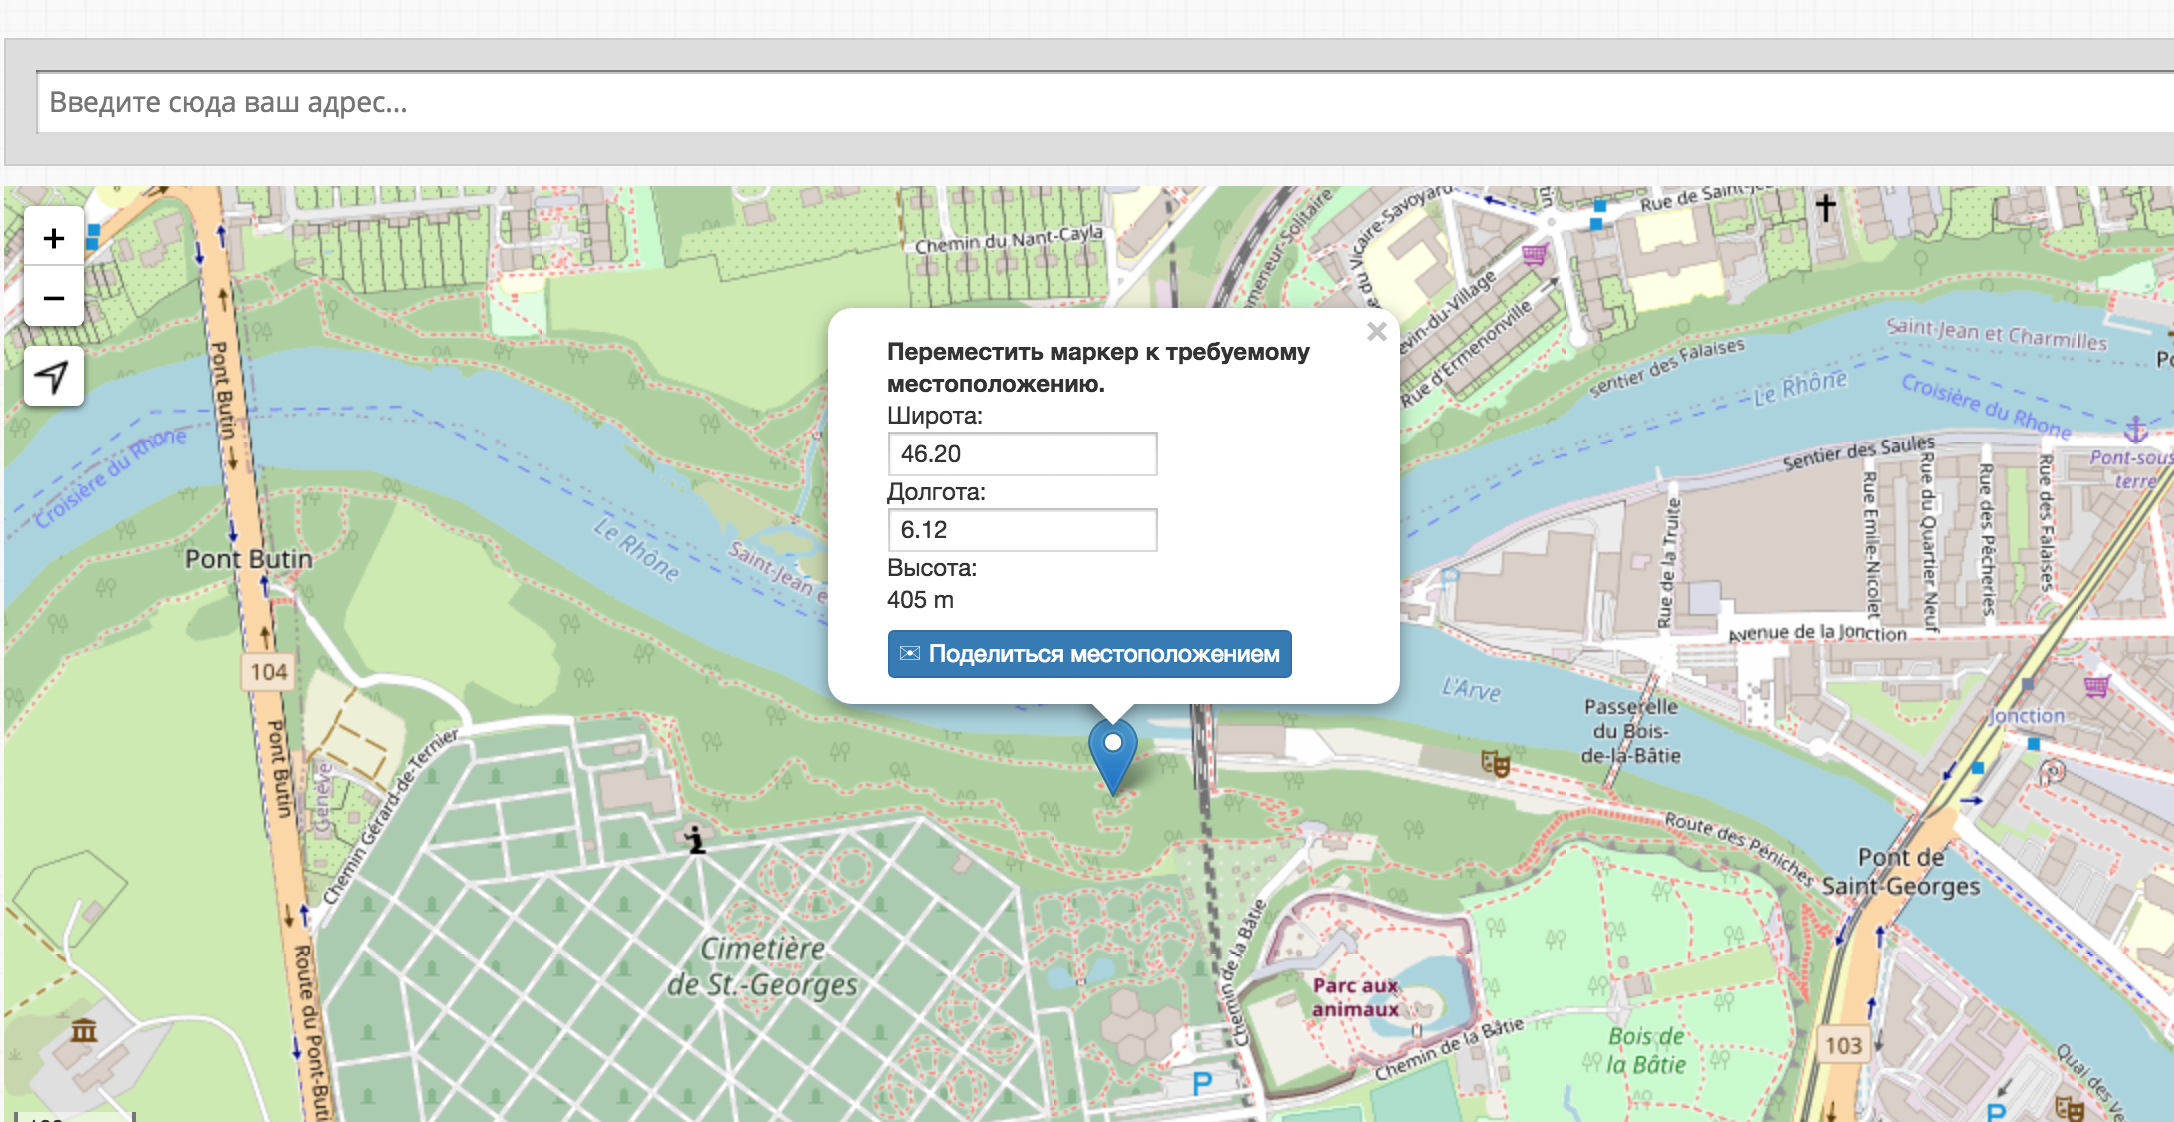 Введите сюда ваш адрес...
+
−
Chemin du Nant-Cayla
Rue de Saint-Je
Pont Butin
Croisière du Rhone
Pont Butin
104
Pont Butin
Genève
Chemin Gérard-de-Ternier
Route du Pont-Buti
Le Rhône
Saint-Jean e
Переместить маркер к требуемому
местоположению.
Широта:
46.20
Долгота:
6.12
Высота:
405 m
Поделиться местоположением
×
omeneur-Solitaire
du Vicaire-Savoyard
evin-du-Village
Rue d'Ermenonville
sentier des Falaises
Le Rhône
Saint-Jean et Charmilles
Croisière du Rhone
Sentier des Saules
Pont-sous
terre
Rue de la Truite
Rue Emile-Nicolet
Rue du Quartier Neuf
Rue des Pêcheries
Rue des Falaises
Avenue de la Jonction
L'Arve
Passerelle
du Bois-
de-la-Bâtie
Jonction
Route des Péniches
Pont de
Saint-Georges
Cimetière
de St.-Georges
Chemin de la Bâtie
Parc aux
animaux
Chemin de la Bâtie
Bois de
la Bâtie
103
Quai des Ve
P
P